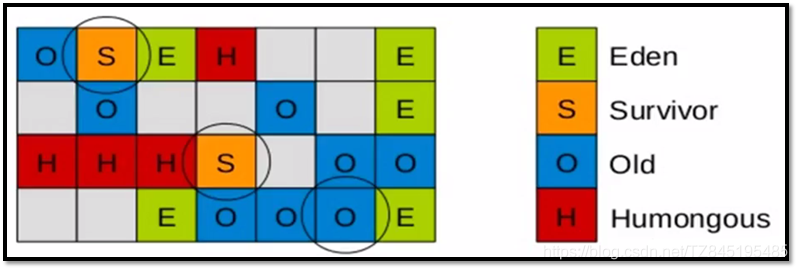 O S E H E E Eden
O O E S Survivor
H H H S O O O Old
E O O O E H Humongous
https://blog.csdn.net/TZ845195485